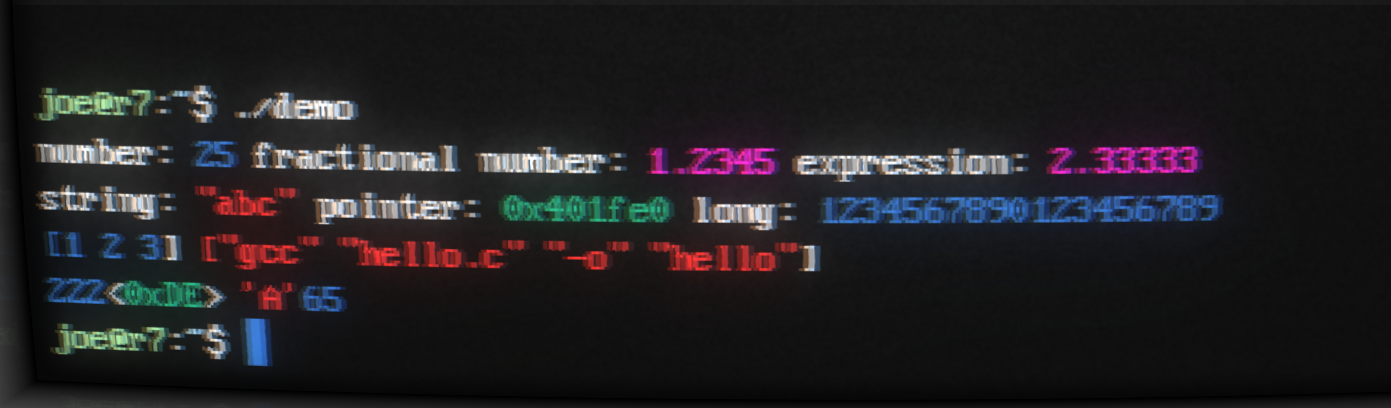 joe@r7:~$ ./demo
number: 25 fractional number: 1.2345 expression: 2.33333
string: "abc" pointer: 0x401fe0 long: 1234567890123456789
[1 2 3] ["gcc" "hello.c" "-o" "hello"]
222<0xDE> 'A' 65
joe@r7:~$